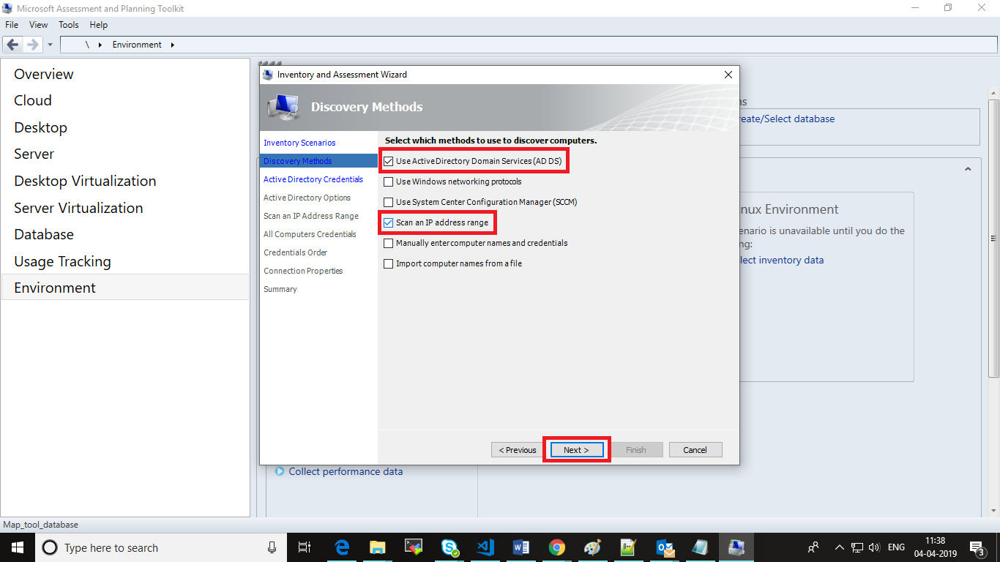 Microsoft Assessment and Planning Toolkit
File View Tools Help
\ Environment
Overview
Cloud
Desktop
Server
Desktop Virtualization
Server Virtualization
Database
Usage Tracking
Environment
Inventory and Assessment Wizard
Discovery Methods
Inventory Scenarios
Discovery Methods
Active Directory Credentials
Active Directory Options
Scan an IP Address Range
All Computers Credentials
Credentials Order
Connection Properties
Summary
Select which methods to use to discover computers.
Use Active Directory Domain Services (AD DS)
Use Windows networking protocols
Use System Center Configuration Manager (SCCM)
Scan an IP address range
Manually enter computer names and credentials
Import computer names from a file
< Previous Next > Finish Cancel
ns
reate/Select database
nux Environment
enario is unavailable until you do the
ng:
llect inventory data
Collect performance data
Map_tool_database
Type here to search
ENG
11:38
04-04-2019
3